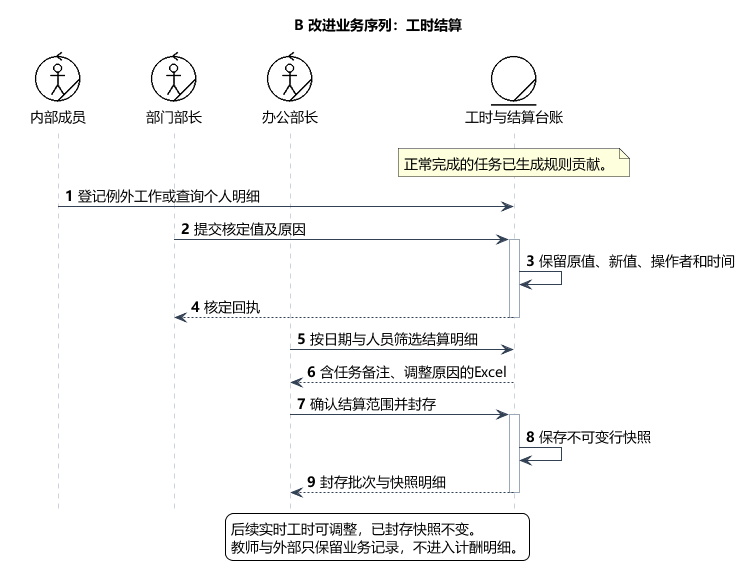 B 改进业务序列：工时结算
内部成员
部门部长
办公部长
工时与结算台账
正常完成的任务已生成规则贡献。
1 登记例外工作或查询个人明细
2 提交核定值及原因
3 保留原值、新值、操作者和时间
4 核定回执
5 按日期与人员筛选结算明细
6 含任务备注、调整原因的Excel
7 确认结算范围并封存
8 保存不可变行快照
9 封存批次与快照明细
后续实时工时可调整，已封存快照不变。
教师与外部只保留业务记录，不进入计酬明细。